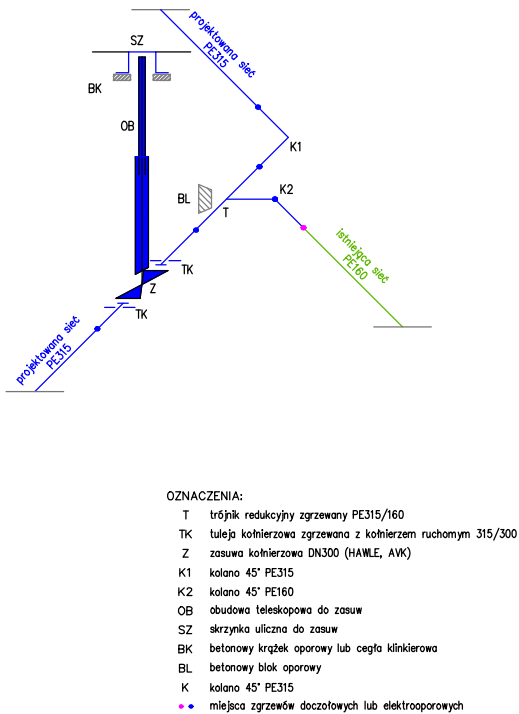 projektowana sieć
PE315
SZ
BK
OB
K1
BL
K2
T
TK
istniejąca sieć
PE160
Z
TK
projektowana sieć
PE315
OZNACZENIA:
T trójnik redukcyjny zgrzewany PE315/160
TK tuleja kołnierzowa zgrzewana z kołnierzem ruchomym 315/300
Z zasuwa kołnierzowa DN300 (HAWLE, AVK)
K1 kolano 45° PE315
K2 kolano 45° PE160
OB obudowa teleskopowa do zasuw
SZ skrzynka uliczna do zasuw
BK betonowy krążek oporowy lub cegła klinkierowa
BL betonowy blok oporowy
K kolano 45° PE315
miejsca zgrzewów doczołowych lub elektrooporowych